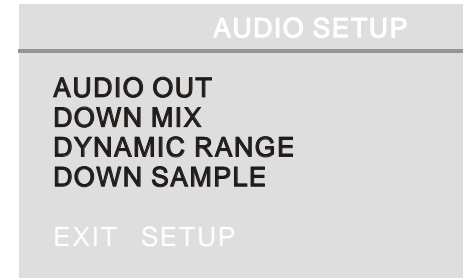 AUDIO SETUP
AUDIO OUT
DOWN MIX
DYNAMIC RANGE
DOWN SAMPLE
EXIT SETUP